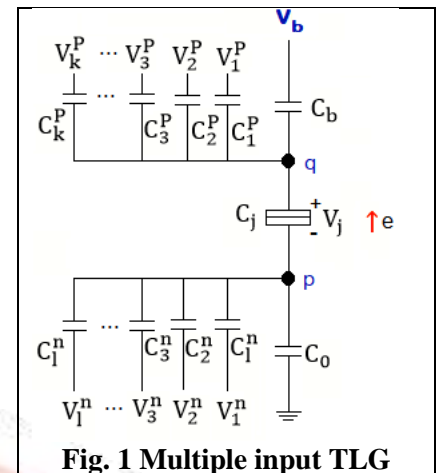 V_b
V_k^P ... V_3^P V_2^P V_1^P
... C_b
C_k^P C_3^P C_2^P C_1^P
q
C_j + V_j ↑e
-
p
...
C_l^n C_3^n C_2^n C_l^n C_0
V_l^n ... V_3^n V_2^n V_1^n
Fig. 1 Multiple input TLG